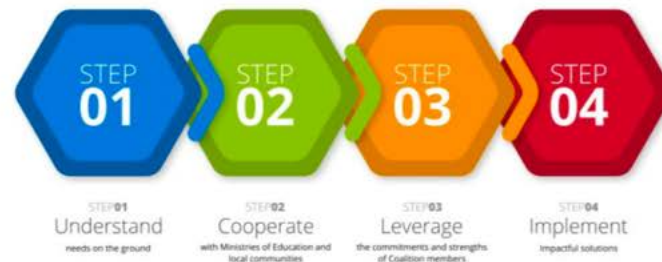 STEP
01
STEP
02
STEP
03
STEP
04
STEP01
Understand
needs on the ground
STEP02
Cooperate
with Ministries of Education and
local communities
STEP03
Leverage
the commitments and strengths
of Coalition members
STEP04
Implement
Impactful solutions